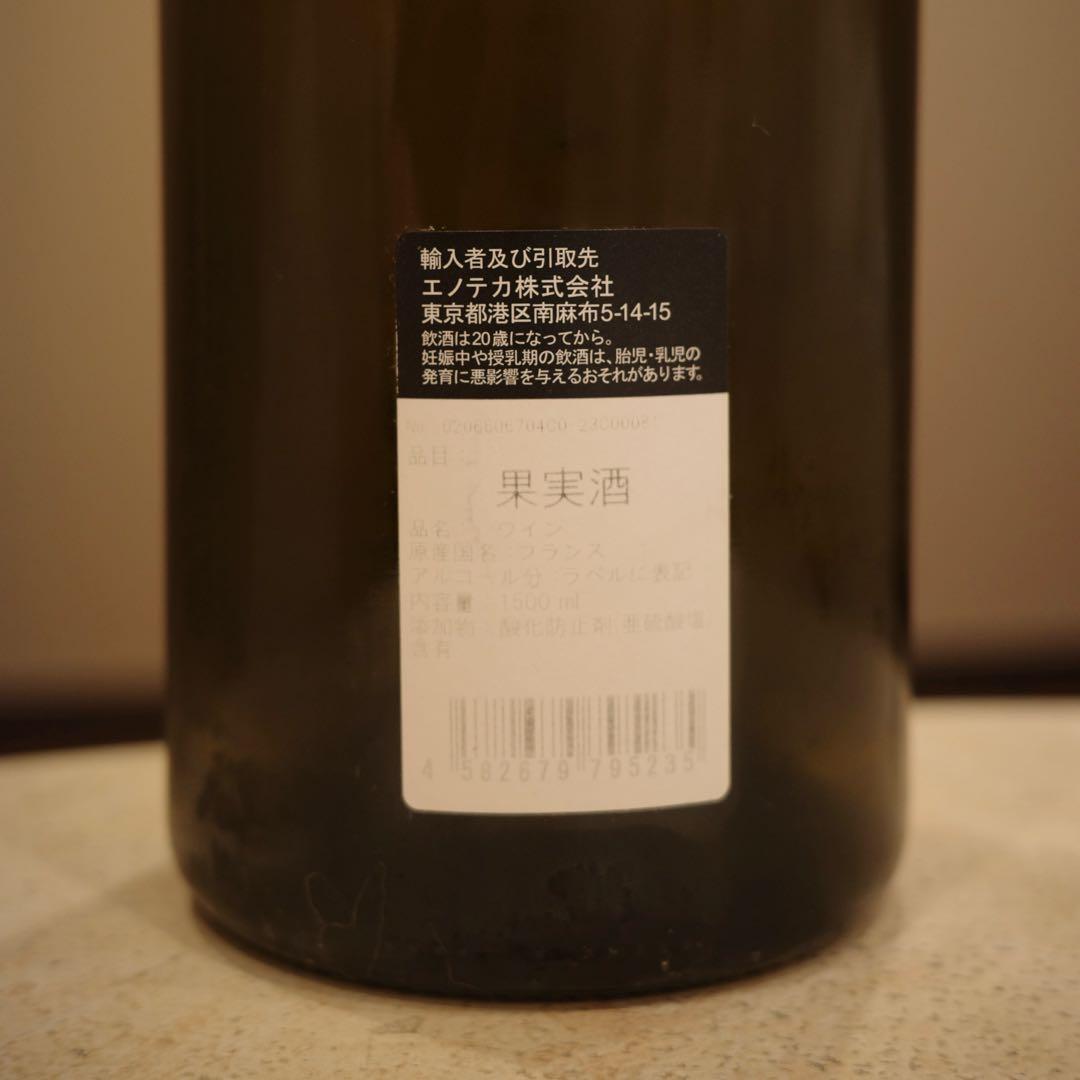 輸入者及び引取先
エノテカ株式会社
東京都港区南麻布5-14-15
飲酒は20歳になってから。
妊娠中や授乳期の飲酒は、胎児・乳児の
発育に悪影響を与えるおそれがあります。
品目：
果実酒
品名： ワイン
原産国名：フランス
アルコール分：ラベルに表記
内容量：1500 ml
添加物：酸化防止剤(亜硫酸塩)
含有
4 582679 795235